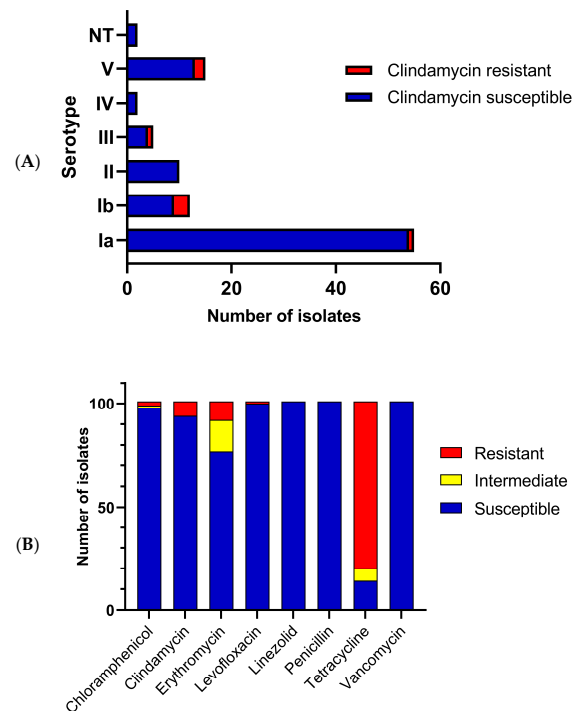 NT
V
IV
III
II
Ib
Ia
Serotype
(A)
Clindamycin resistant
Clindamycin susceptible
0 20 40 60
Number of isolates
100
50
0
Number of isolates
(B)
Resistant
Intermediate
Susceptible
Chloramphenicol
Clindamycin
Erythromycin
Levofloxacin
Linezolid
Penicillin
Tetracycline
Vancomycin